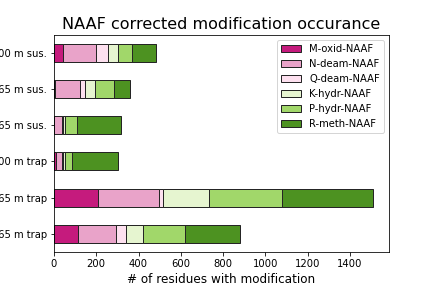 NAAF corrected modification occurance
00 m sus.
65 m sus.
65 m sus.
00 m trap
65 m trap
65 m trap
M-oxid-NAAF
N-deam-NAAF
Q-deam-NAAF
K-hydr-NAAF
P-hydr-NAAF
R-meth-NAAF
0 200 400 600 800 1000 1200 1400
# of residues with modification